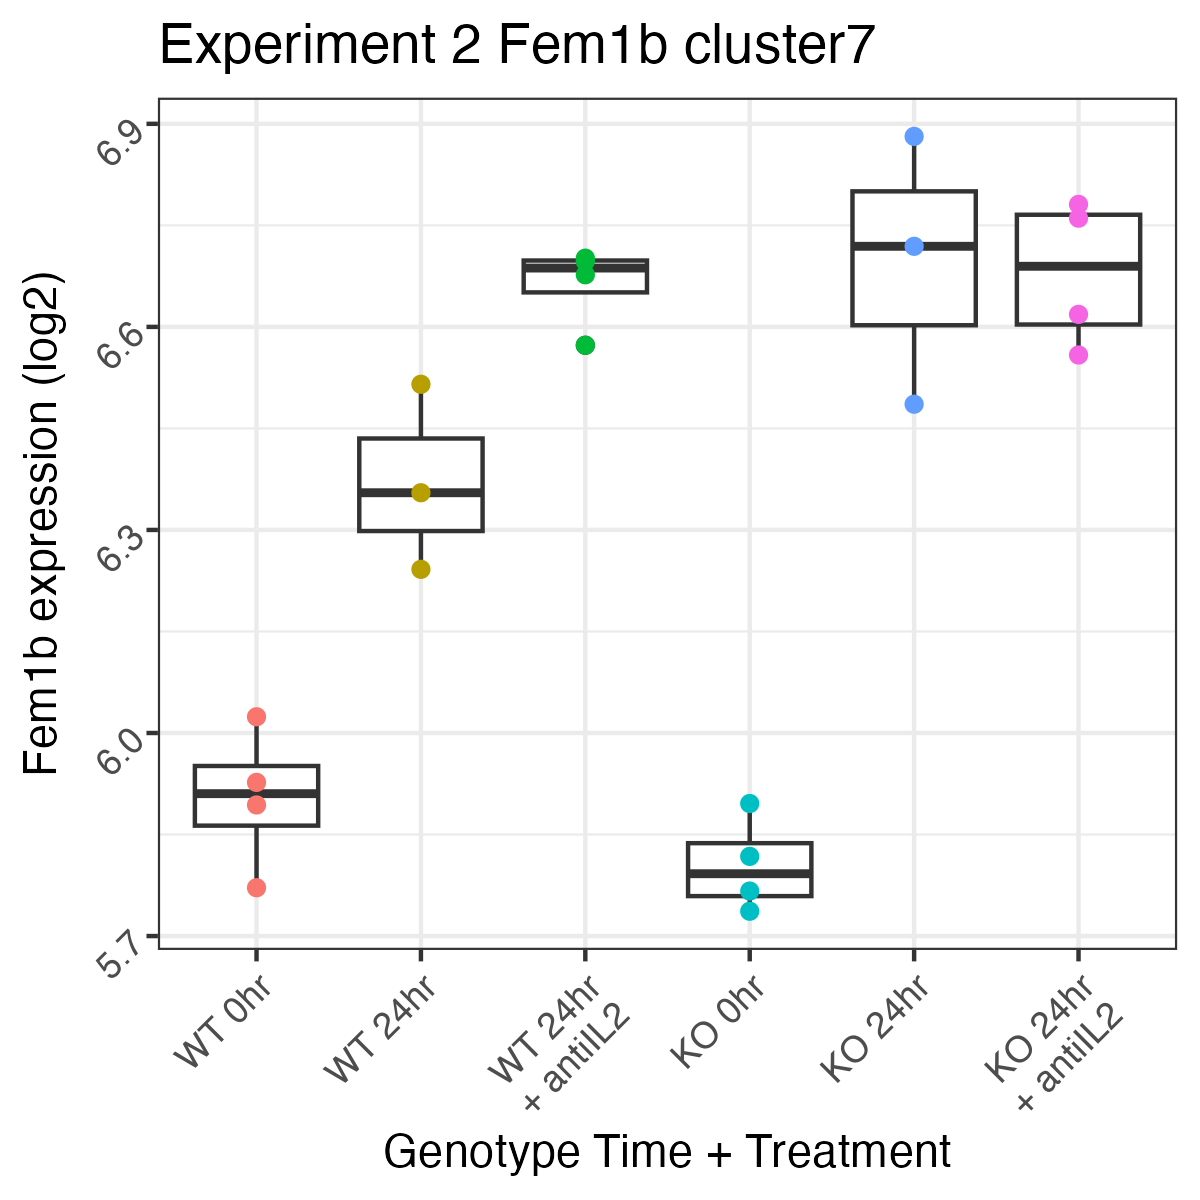 Experiment 2 Fem1b cluster7
Fem1b expression (log2)
6.9
6.6
6.3
6.0
5.7
WT 0hr
WT 24hr
WT 24hr
+ antiIL2
KO 0hr
KO 24hr
KO 24hr
+ antiIL2
Genotype Time + Treatment